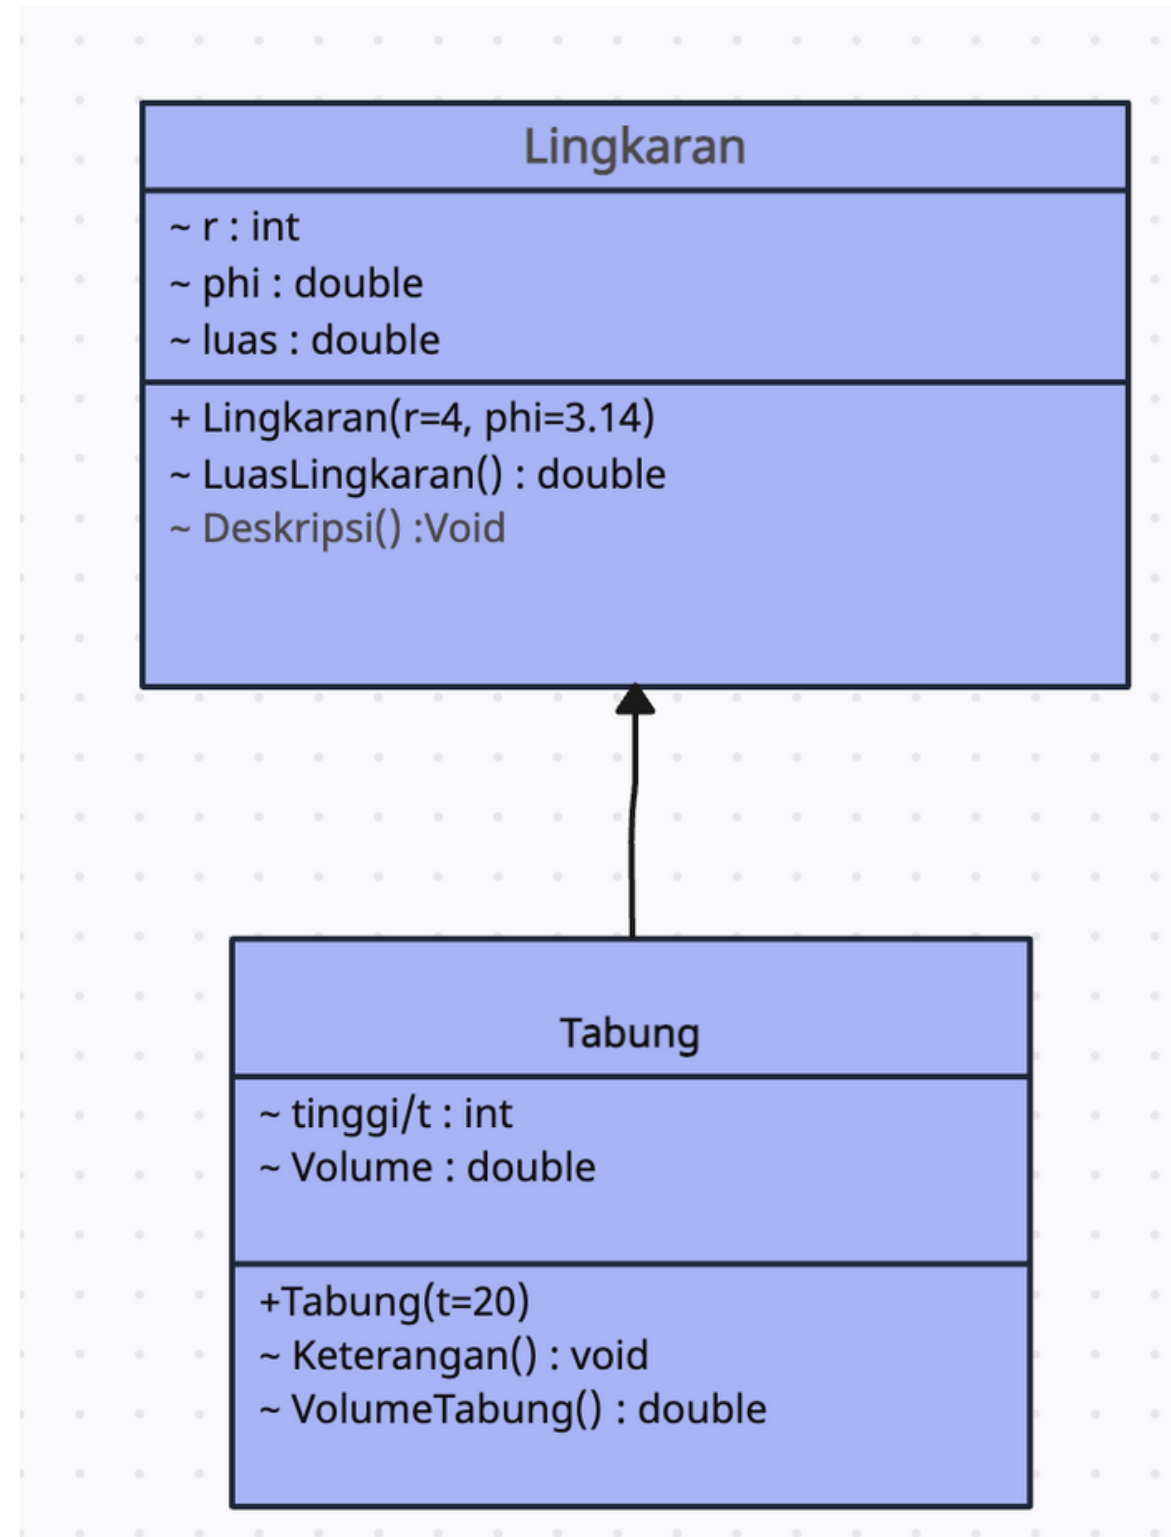 Lingkaran
~ r : int
~ phi : double
~ luas : double
+ Lingkaran(r=4, phi=3.14)
~ LuasLingkaran() : double
~ Deskripsi() :Void
Tabung
~ tinggi/t : int
~ Volume : double
+Tabung(t=20)
~ Keterangan() : void
~ VolumeTabung() : double